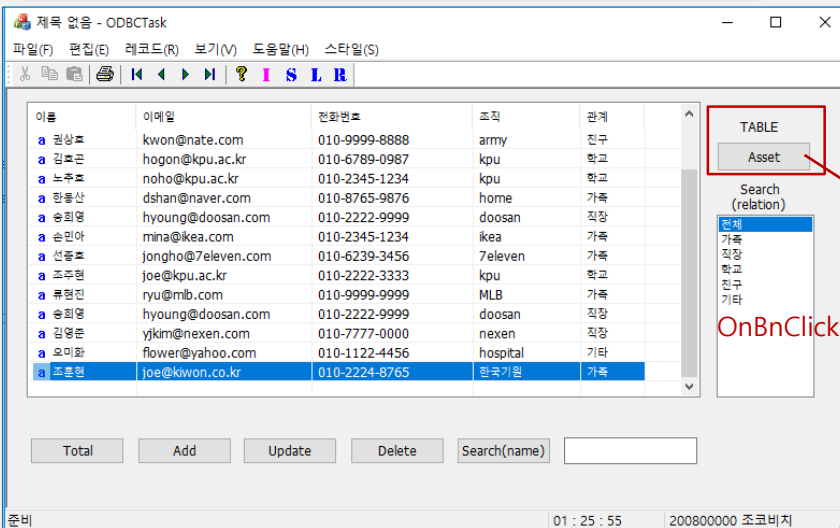 제목 없음 - ODBCTask
파일(F) 편집(E) 레코드(R) 보기(V) 도움말(H) 스타일(S)
I S L R
이름 이메일 전화번호 조직 관계
a 권상호 kwon@nate.com 010-9999-8888 army 친구
a 김호곤 hogon@kpu.ac.kr 010-6789-0987 kpu 학교
a 노주호 noho@kpu.ac.kr 010-2345-1234 kpu 학교
a 한동산 dshan@naver.com 010-8765-9876 home 가족
a 송희영 hyoung@doosan.com 010-2222-9999 doosan 직장
a 손민아 mina@ikea.com 010-2345-1234 ikea 가족
a 선종호 jongho@7eleven.com 010-6239-3456 7eleven 가족
a 조주현 joe@kpu.ac.kr 010-2222-3333 kpu 학교
a 류현진 ryu@mlb.com 010-9999-9999 MLB 가족
a 송희영 hyoung@doosan.com 010-2222-9999 doosan 직장
a 김영준 yjkim@nexen.com 010-7777-0000 nexen 직장
a 오미화 flower@yahoo.com 010-1122-4456 hospital 기타
a 조훈현 joe@kiwon.co.kr 010-2224-8765 한국기원 가족
TABLE
Asset
Search
(relation)
전체
가족
직장
학교
친구
기타
OnBnClick
Total Add Update Delete Search(name)
준비 01 : 25 : 55 200800000 조코비치